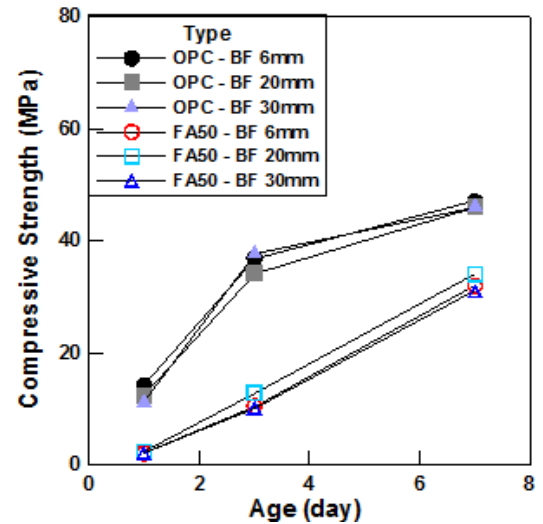 80
60
40
20
0
Compressive Strength (MPa)
Type
OPC - BF 6mm
OPC - BF 20mm
OPC - BF 30mm
FA50 - BF 6mm
FA50 - BF 20mm
FA50 - BF 30mm
0 2 4 6 8
Age (day)